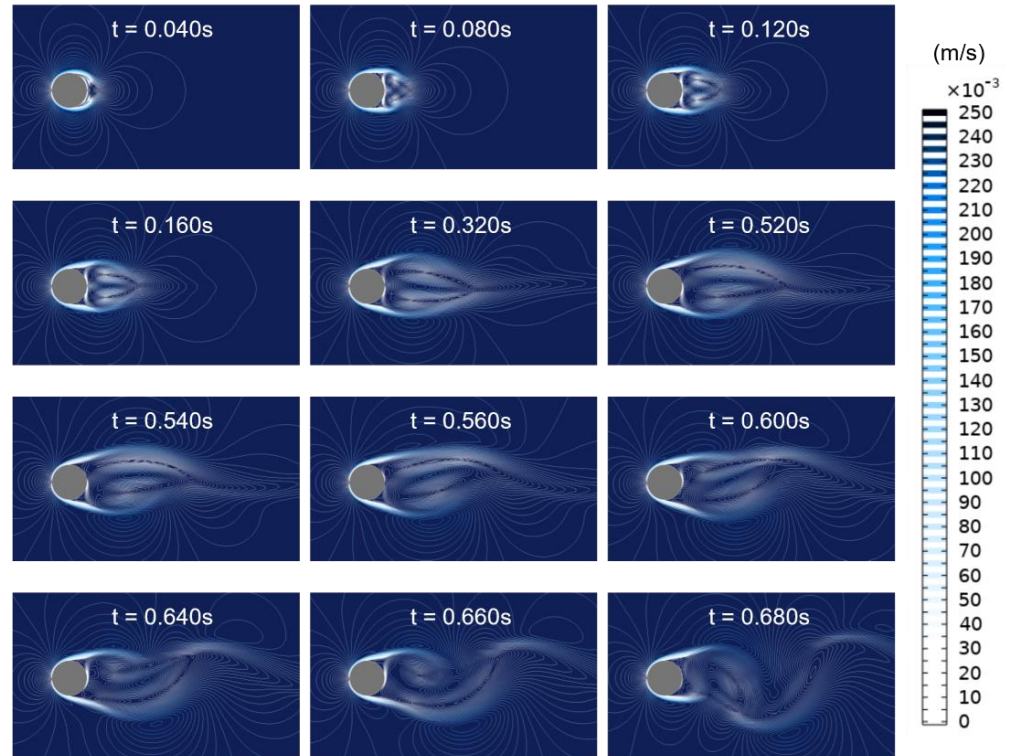 t = 0.040s
t = 0.080s
t = 0.120s
t = 0.160s
t = 0.320s
t = 0.520s
t = 0.540s
t = 0.560s
t = 0.600s
t = 0.640s
t = 0.660s
t = 0.680s
(m/s)
×10⁻³
250
240
230
220
210
200
190
180
170
160
150
140
130
120
110
100
90
80
70
60
50
40
30
20
10
0